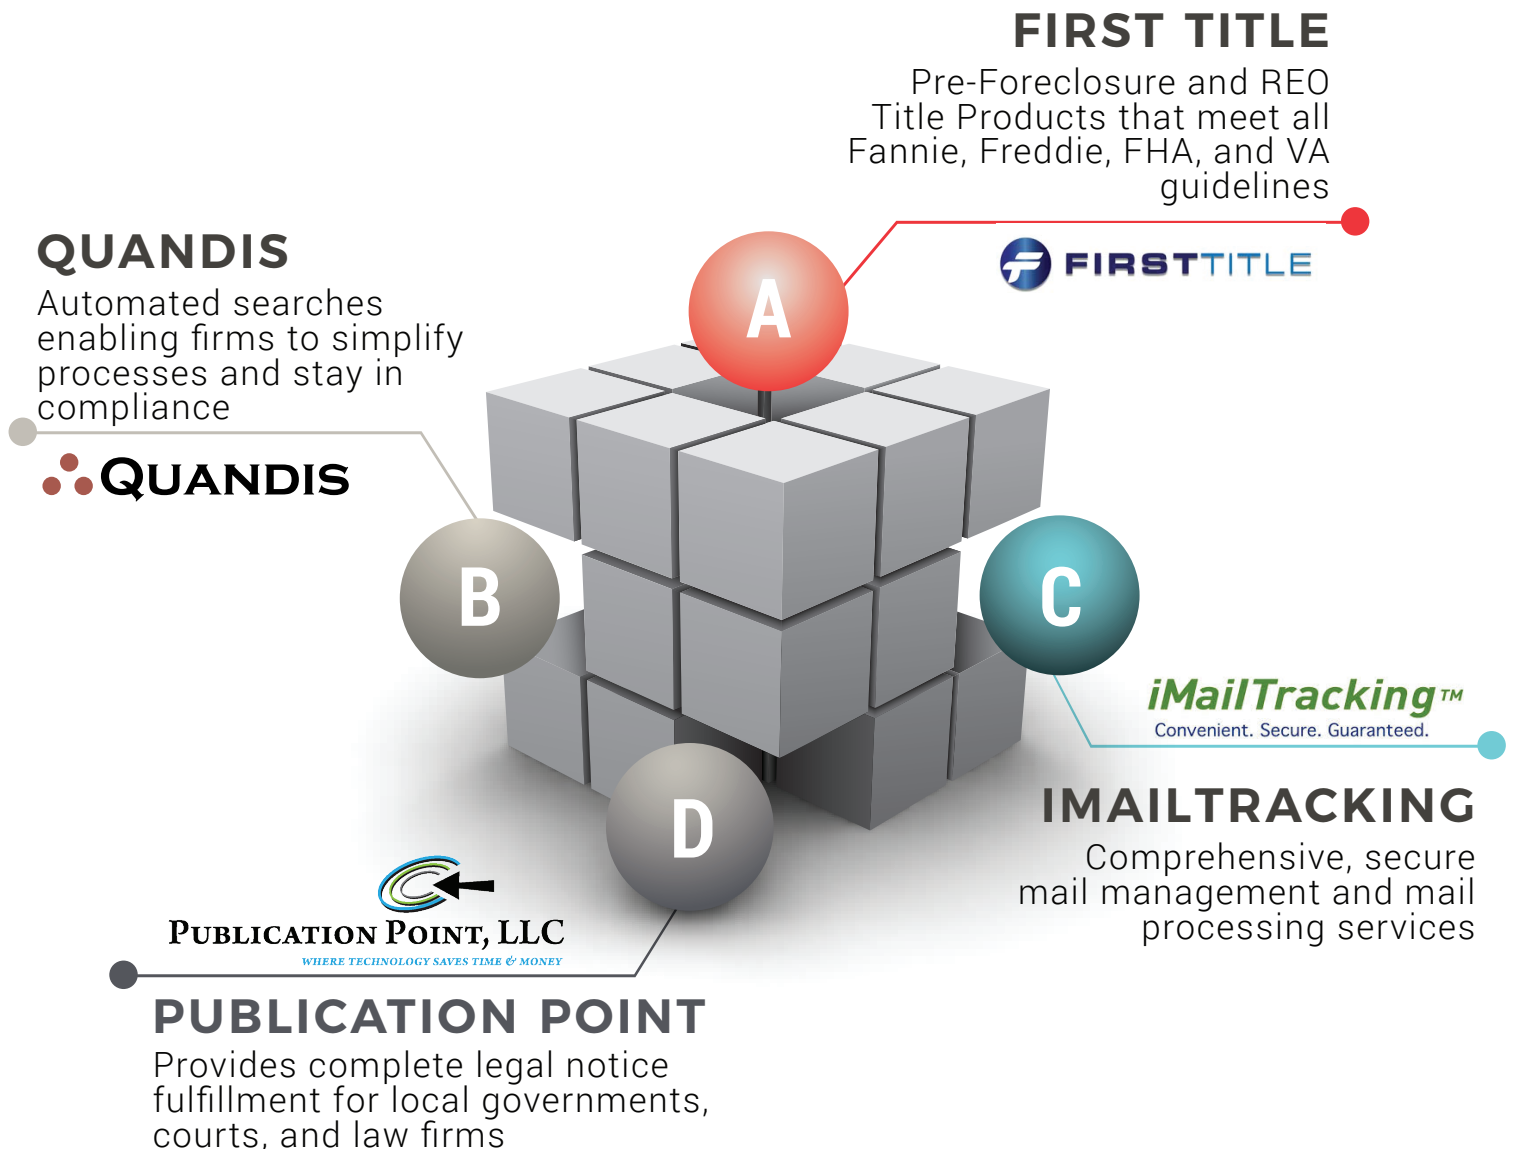 FIRST TITLE
Pre-Foreclosure and REO
Title Products that meet all
Fannie, Freddie, FHA, and VA
guidelines
FIRSTTITLE
A
QUANDIS
Automated searches
enabling firms to simplify
processes and stay in
compliance
QUANDIS
B
C
iMailTracking™
Convenient. Secure. Guaranteed.
IMAILTRACKING
Comprehensive, secure
mail management and mail
processing services
D
PUBLICATION POINT, LLC
WHERE TECHNOLOGY SAVES TIME & MONEY
PUBLICATION POINT
Provides complete legal notice
fulfillment for local governments,
courts, and law firms